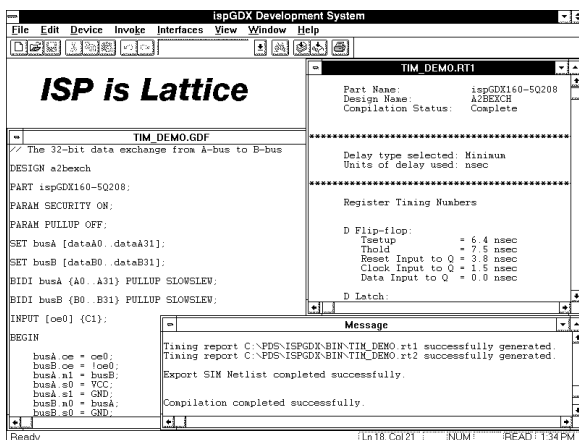 ispGDX Development System
File Edit Device Invoke Interfaces View Window Help
ISP is Lattice
TIM_DEMO.GDF
// The 32-bit data exchange from A-bus to B-bus
DESIGN a2bexch
PART ispGDX160-5Q208;
PARAM SECURITY ON;
PARAM PULLUP OFF;
SET busA [dataA0..dataA31];
SET busB [dataB0..dataB31];
BIDI busA {A0..A31} PULLUP SLOWSLEW;
BIDI busB {B0..B31} PULLUP SLOWSLEW;
INPUT [oe0] {C1};
BEGIN
busA.oe = oe0;
busB.oe = !oe0;
busA.m1 = busB;
busA.s0 = VCC;
busA.s1 = GND;
busB.m0 = busA;
busB.s0 = GND;
TIM_DEMO.RT1
Part Name: ispGDX160-5Q208
Design Name: A2BEXCH
Compilation Status: Complete
*************************************************
Delay type selected: Minimum
Units of delay used: nsec
*************************************************
Register Timing Numbers
D Flip-flop:
Tsetup = 6.4 nsec
Thold = 7.5 nsec
Reset Input to Q = 3.8 nsec
Clock Input to Q = 1.5 nsec
Data Input to Q = 0.0 nsec
D Latch:
Message
Timing report C:\PDS\ISPGDX\BIN\TIM_DEMO.rt1 successfully generated.
Timing report C:\PDS\ISPGDX\BIN\TIM_DEMO.rt2 successfully generated.
Export SIM Netlist completed successfully.
Compilation completed successfully.
Ready
Ln 18, Col 21 NUM READ 1:34 PM